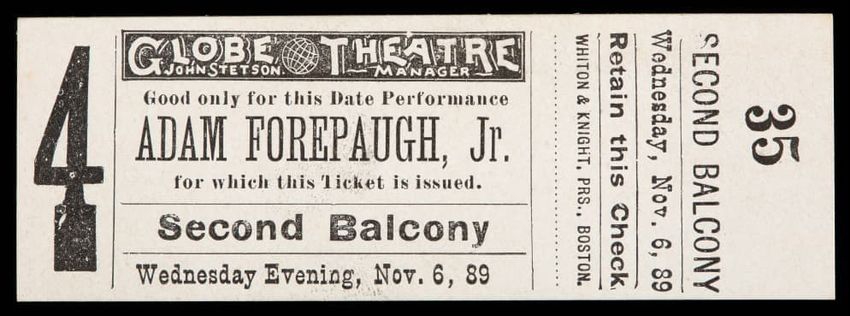 4
GLOBE THEATRE
JOHN STETSON. MANAGER
Good only for this Date Performance
ADAM FOREPAUGH, Jr.
for which this Ticket is issued.
Second Balcony
Wednesday Evening, Nov. 6, 89
WHITON & KNIGHT, PRS., BOSTON.
Retain this Check
Wednesday, Nov. 6, 89
SECOND BALCONY
35